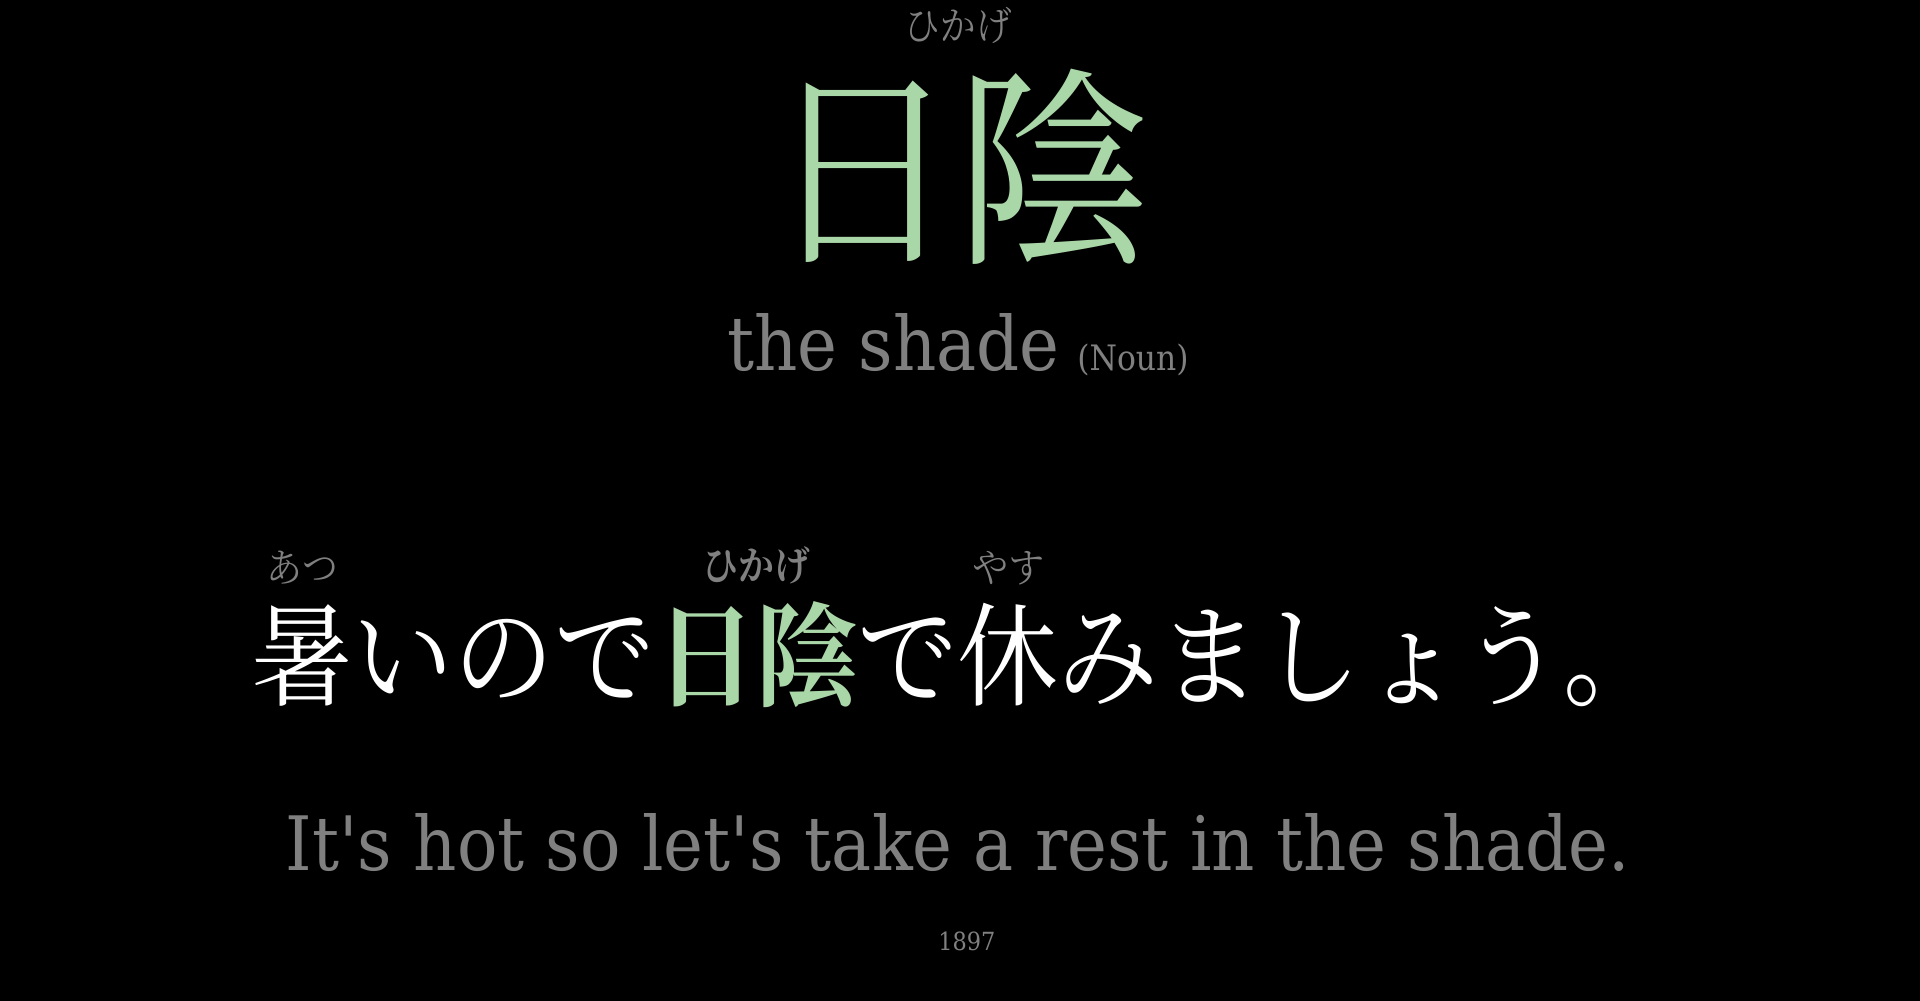 ひかげ
日陰
the shade (Noun)
あつ ひかげ やす
暑いので日陰で休みましょう。
It's hot so let's take a rest in the shade.
1897